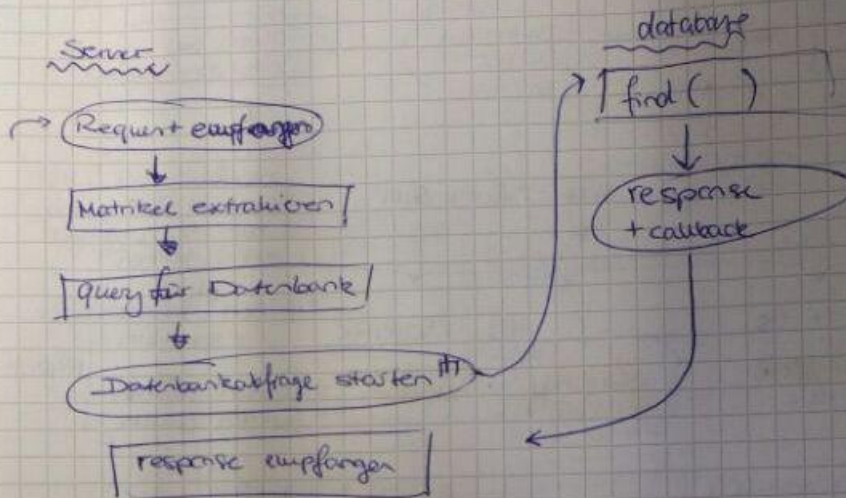 Server
Request empfangen
Matrikel extrahieren
Query für Datenbank
Datenbankabfrage starten
response empfangen
database
find ( )
response
+ callback